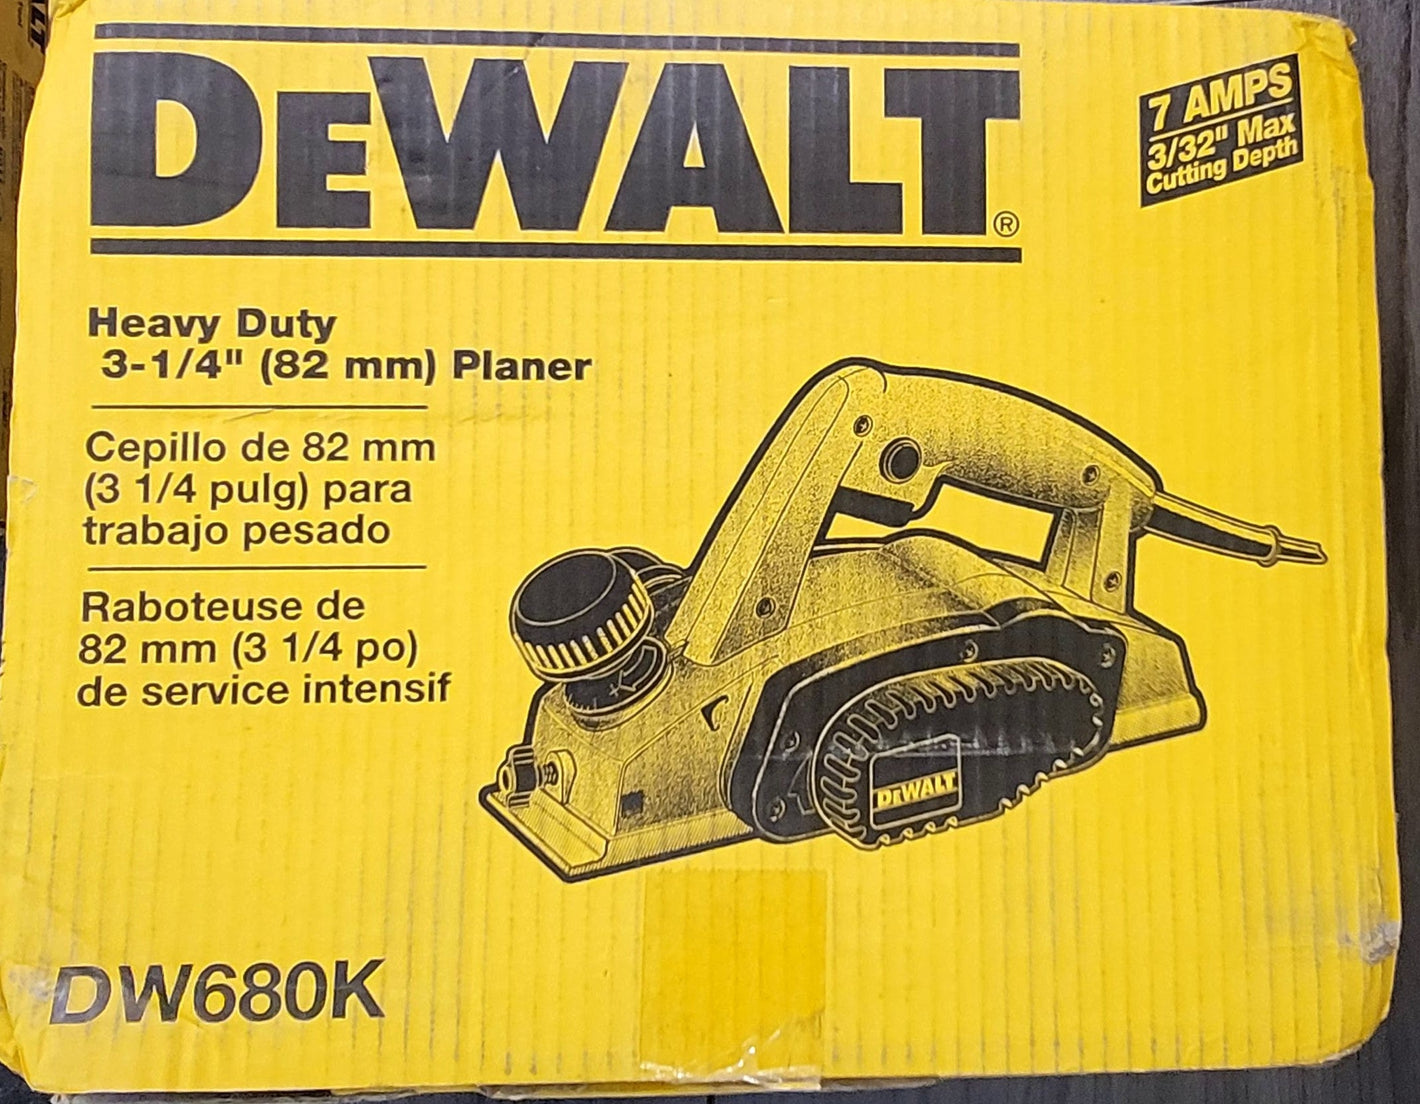 DEWALT®
7 AMPS
3/32" Max
Cutting Depth
Heavy Duty
3-1/4" (82 mm) Planer
Cepillo de 82 mm
(3 1/4 pulg) para
trabajo pesado
Raboteuse de
82 mm (3 1/4 po)
de service intensif
DEWALT
DW680K